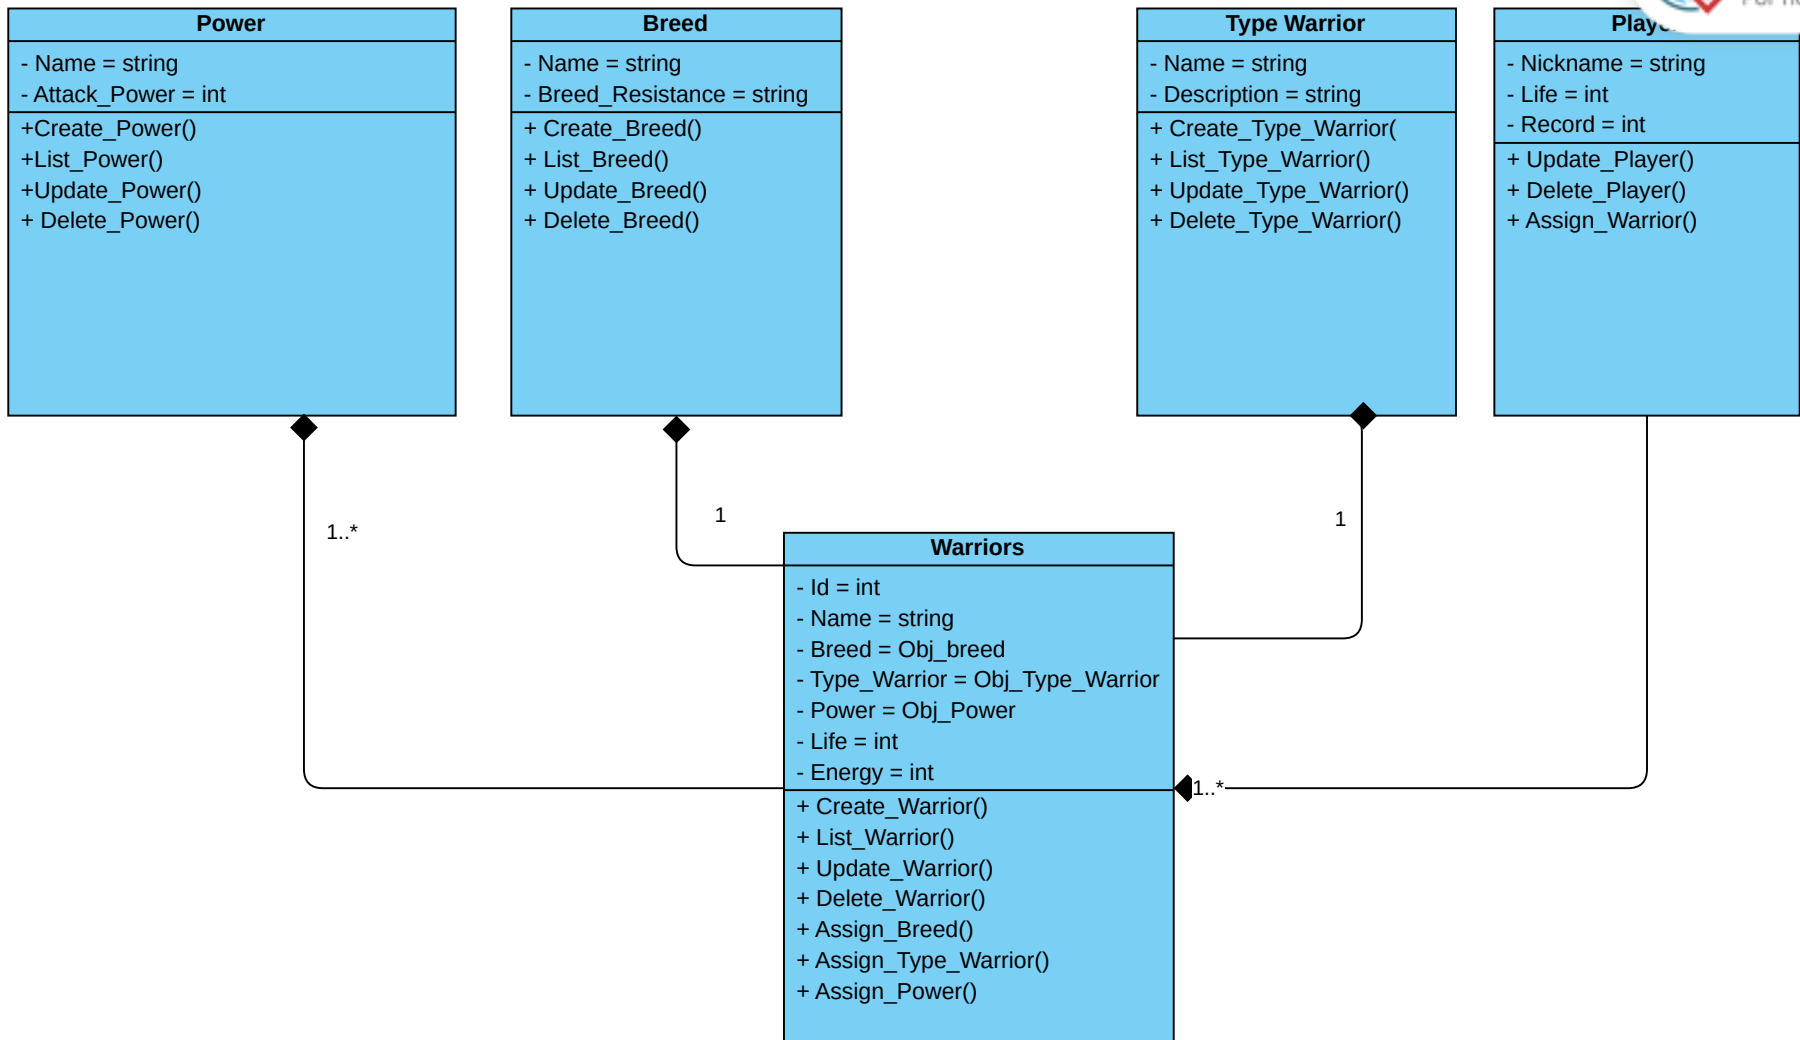 Power
- Name = string
- Attack_Power = int
+Create_Power()
+List_Power()
+Update_Power()
+ Delete_Power()
Breed
- Name = string
- Breed_Resistance = string
+ Create_Breed()
+ List_Breed()
+ Update_Breed()
+ Delete_Breed()
Type Warrior
- Name = string
- Description = string
+ Create_Type_Warrior(
+ List_Type_Warrior()
+ Update_Type_Warrior()
+ Delete_Type_Warrior()
- Nickname = string
- Life = int
- Record = int
+ Update_Player()
+ Delete_Player()
+ Assign_Warrior()
1..*
1
1
1..*
Warriors
- Id = int
- Name = string
- Breed = Obj_breed
- Type_Warrior = Obj_Type_Warrior
- Power = Obj_Power
- Life = int
- Energy = int
+ Create_Warrior()
+ List_Warrior()
+ Update_Warrior()
+ Delete_Warrior()
+ Assign_Breed()
+ Assign_Type_Warrior()
+ Assign_Power()